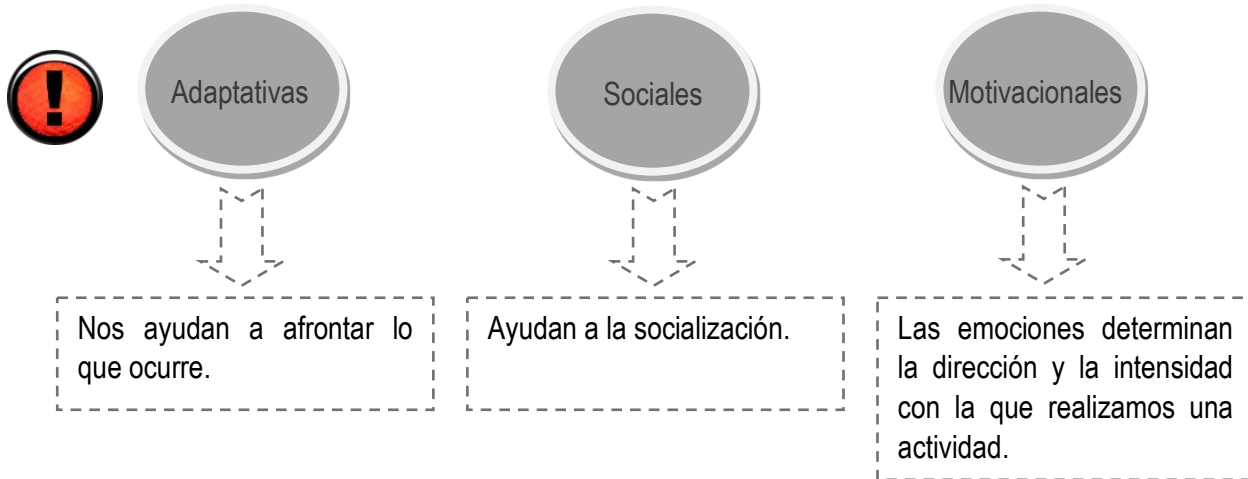 Adaptativas
Sociales
Motivacionales
Nos ayudan a afrontar lo
que ocurre.
Ayudan a la socialización.
Las emociones determinan
la dirección y la intensidad
con la que realizamos una
actividad.